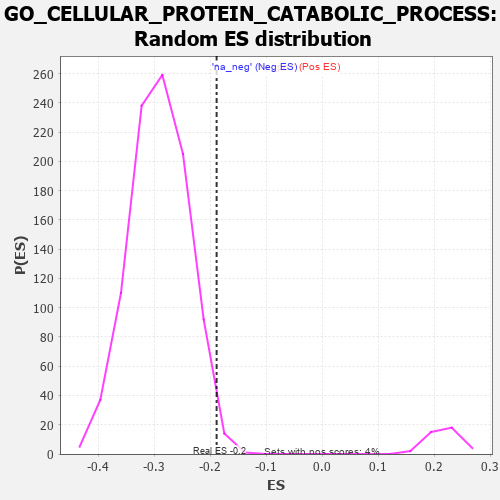 GO_CELLULAR_PROTEIN_CATABOLIC_PROCESS:
Random ES distribution
'na_neg' (Neg ES) (Pos ES)
260
240
220
200
180
160
140
120
100
80
60
40
20
0
P(ES)
Real ES -0.2
Sets with pos scores: 4%
-0.4 -0.3 -0.2 -0.1 0.0 0.1 0.2 0.3
ES